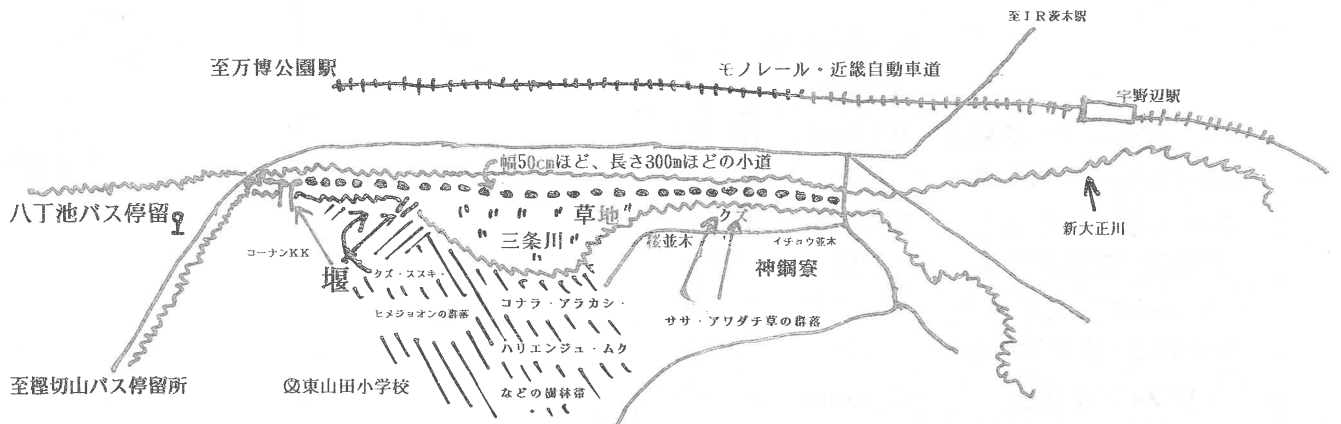 至JR茨木駅
至万博公園駅
モノレール・近畿自動車道
宇野辺駅
幅50cmほど、長さ300mほどの小道
八丁池バス停留
草地
クズ
新大正川
コーナンKK
三条川
桜並木
イチョウ並木
堰
クズ・ススキ・
神鋼寮
コナラ・アラカシ・
ヒメジョオンの群落
ササ・アワダチ草の群落
ハリエンジュ・ムク
至樫切山バス停留所
東山田小学校
などの樹林帯